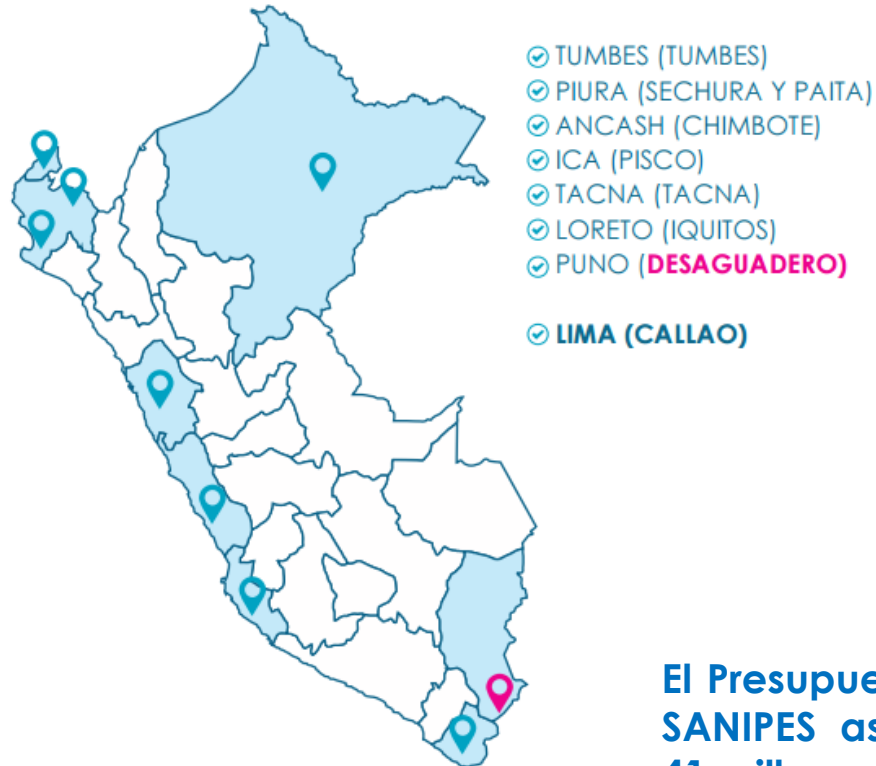 TUMBES (TUMBES)
PIURA (SECHURA Y PAITA)
ANCASH (CHIMBOTE)
ICA (PISCO)
TACNA (TACNA)
LORETO (IQUITOS)
PUNO (DESAGUADERO)
LIMA (CALLAO)
El Presupue
SANIPES as